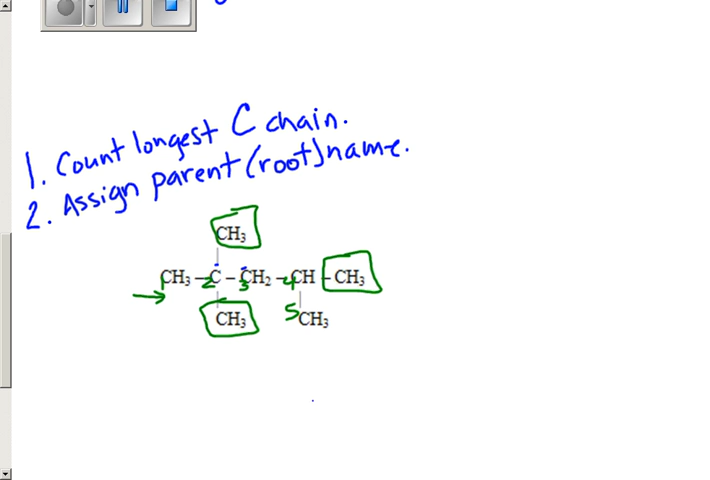 1. Count longest C chain.
2. Assign parent (root) name.
CH₃
CH₃ – C – CH₂ – CH – CH₃
1 2 3 4
CH₃ 5 CH₃